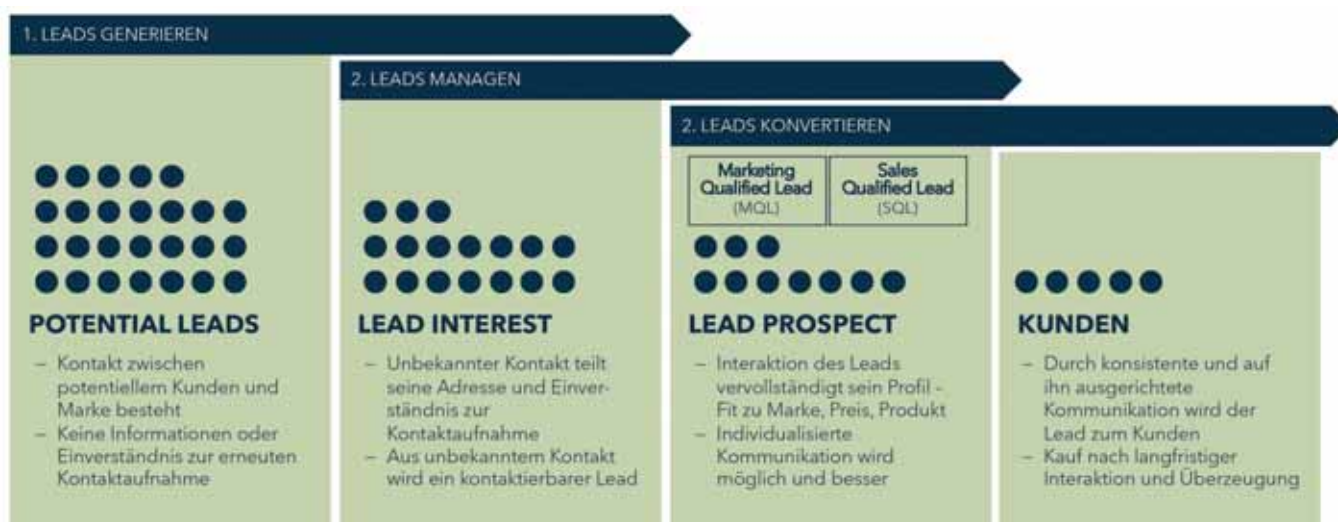 1. LEADS GENERIEREN
2. LEADS MANAGEN
2. LEADS KONVERTIEREN
Marketing
Qualified Lead
(MQL)
Sales
Qualified Lead
(SQL)
POTENTIAL LEADS
– Kontakt zwischen
potentiellem Kunden und
Marke besteht
– Keine Informationen oder
Einverständnis zur erneuten
Kontaktaufnahme
LEAD INTEREST
– Unbekannter Kontakt teilt
seine Adresse und Einver-
ständnis zur
Kontaktaufnahme
– Aus unbekanntem Kontakt
wird ein kontaktierbarer Lead
LEAD PROSPECT
– Interaktion des Leads
vervollständigt sein Profil -
Fit zu Marke, Preis, Produkt
– Individualisierte
Kommunikation wird
möglich und besser
KUNDEN
– Durch konsistente und auf
ihn ausgerichtete
Kommunikation wird der
Lead zum Kunden
– Kauf nach langfristiger
Interaktion und Überzeugung